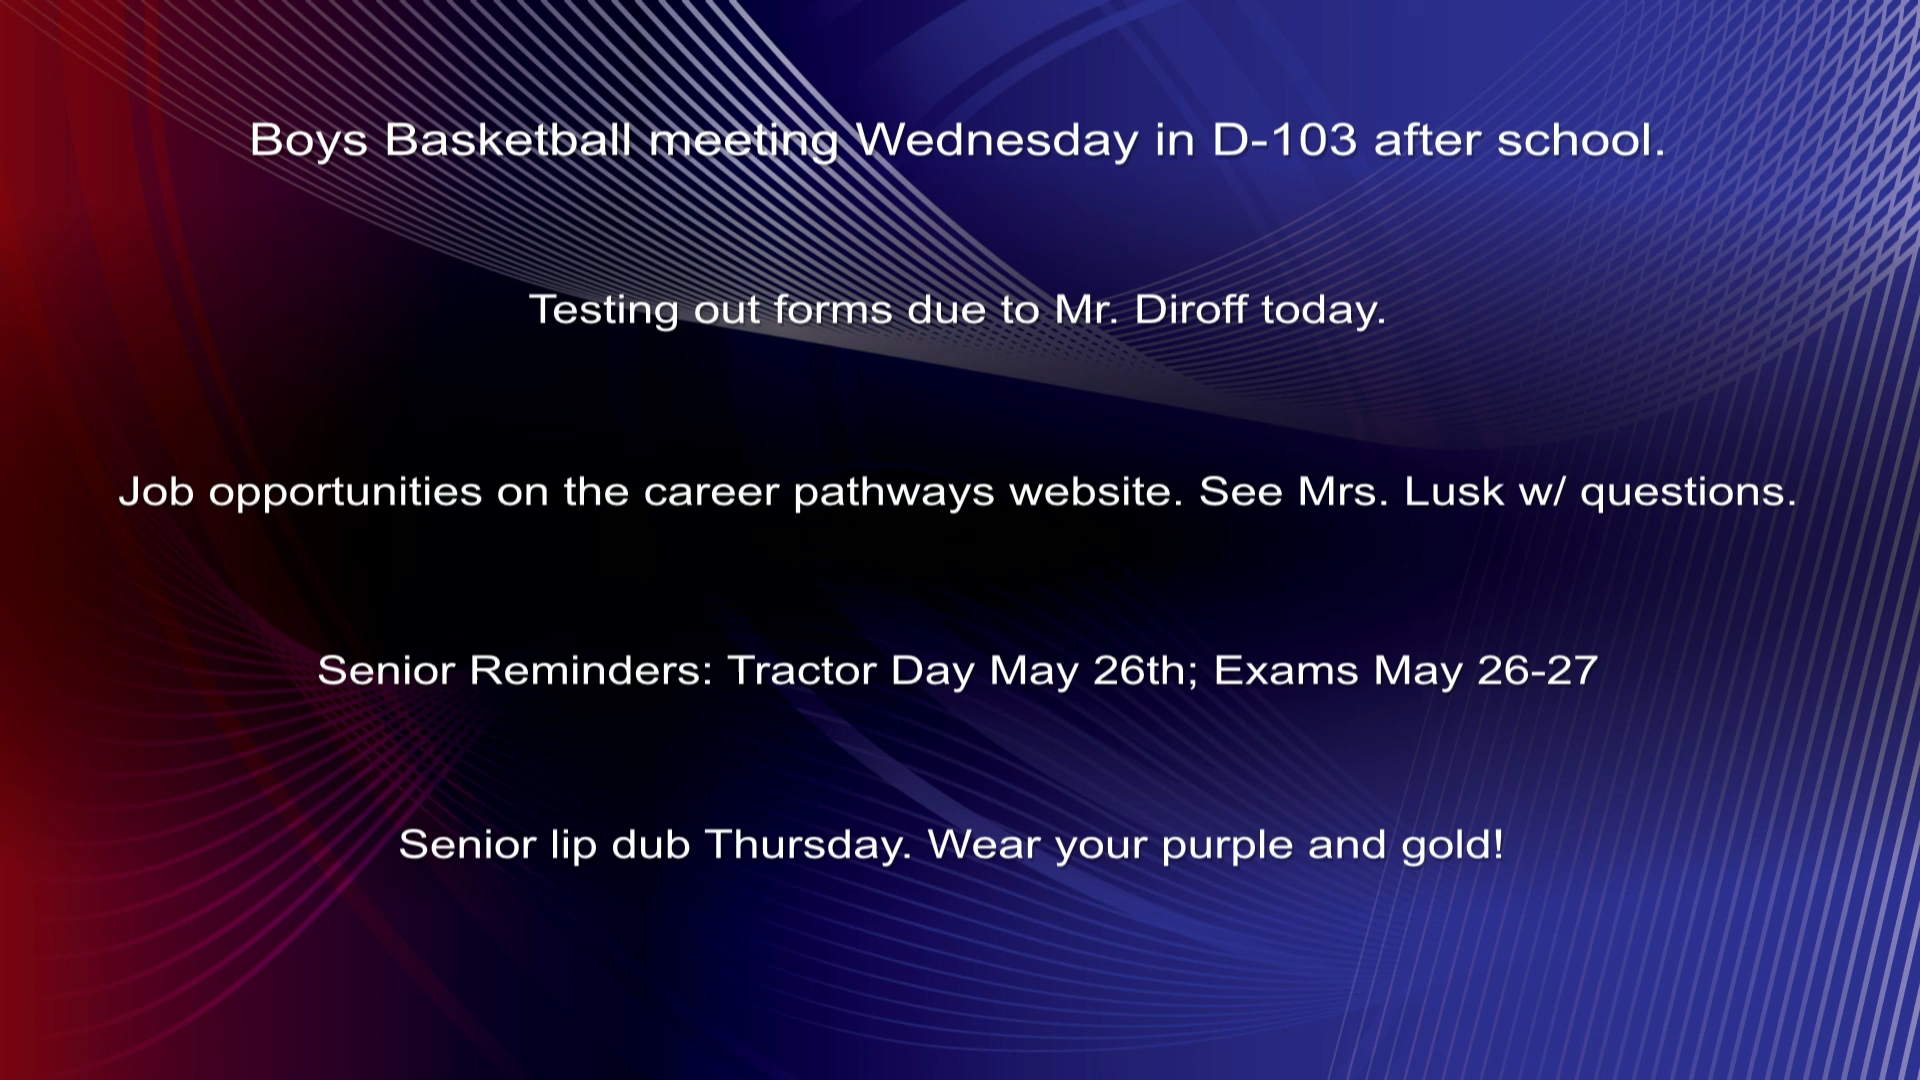 Boys Basketball meeting Wednesday in D-103 after school.
Testing out forms due to Mr. Diroff today.
Job opportunities on the career pathways website. See Mrs. Lusk w/ questions.
Senior Reminders: Tractor Day May 26th; Exams May 26-27
Senior lip dub Thursday. Wear your purple and gold!